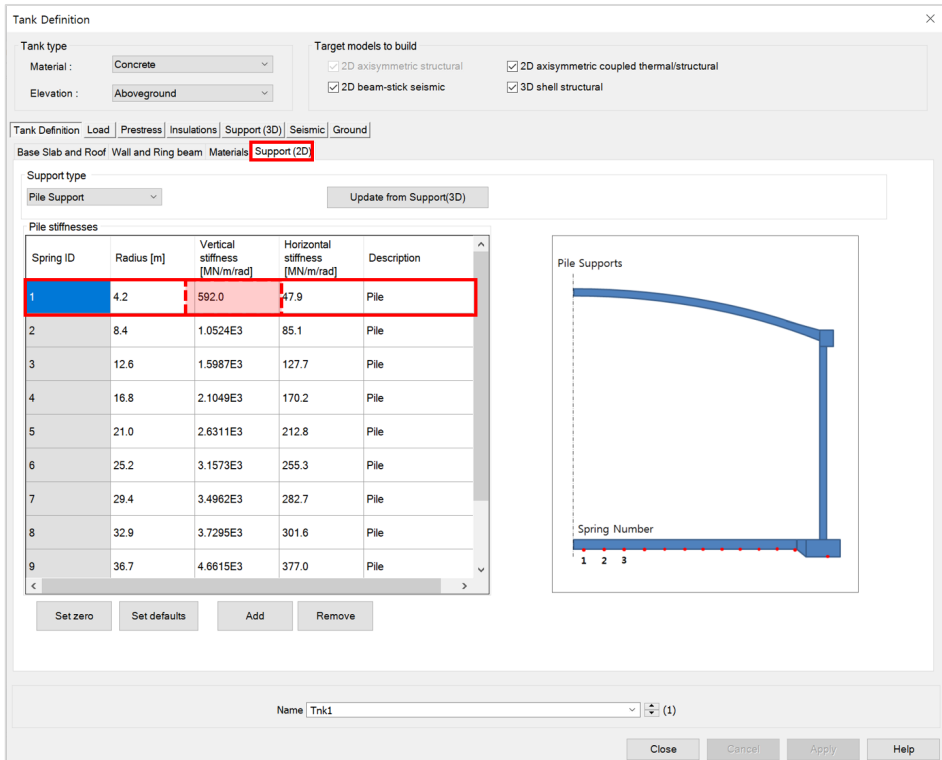 Tank Definition
Tank type
Material : Concrete
Elevation : Aboveground
Target models to build
2D axisymmetric structural 2D axisymmetric coupled thermal/structural
2D beam-stick seismic 3D shell structural
Tank Definition Load Prestress Insulations Support (3D) Seismic Ground
Base Slab and Roof Wall and Ring beam Materials Support (2D)
Support type
Pile Support Update from Support(3D)
Pile stiffnesses
Spring ID Radius [m] Vertical stiffness [MN/m/rad] Horizontal stiffness [MN/m/rad] Description
1 4.2 592.0 47.9 Pile
2 8.4 1.0524E3 85.1 Pile
3 12.6 1.5987E3 127.7 Pile
4 16.8 2.1049E3 170.2 Pile
5 21.0 2.6311E3 212.8 Pile
6 25.2 3.1573E3 255.3 Pile
7 29.4 3.4962E3 282.7 Pile
8 32.9 3.7295E3 301.6 Pile
9 36.7 4.6615E3 377.0 Pile
Set zero Set defaults Add Remove
Pile Supports
Spring Number
1 2 3
Name Tnk1 (1)
Close Cancel Apply Help